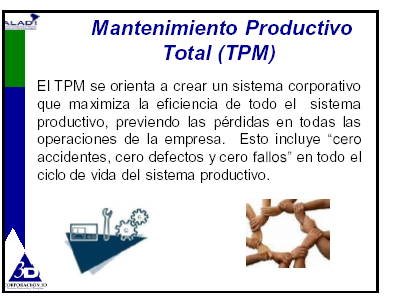 ALADI
Mantenimiento Productivo
Total (TPM)
El TPM se orienta a crear un sistema corporativo
que maximiza la eficiencia de todo el sistema
productivo, previendo las pérdidas en todas las
operaciones de la empresa. Esto incluye “cero
accidentes, cero defectos y cero fallos” en todo el
ciclo de vida del sistema productivo.
3D
CORPORACIÓN 3D